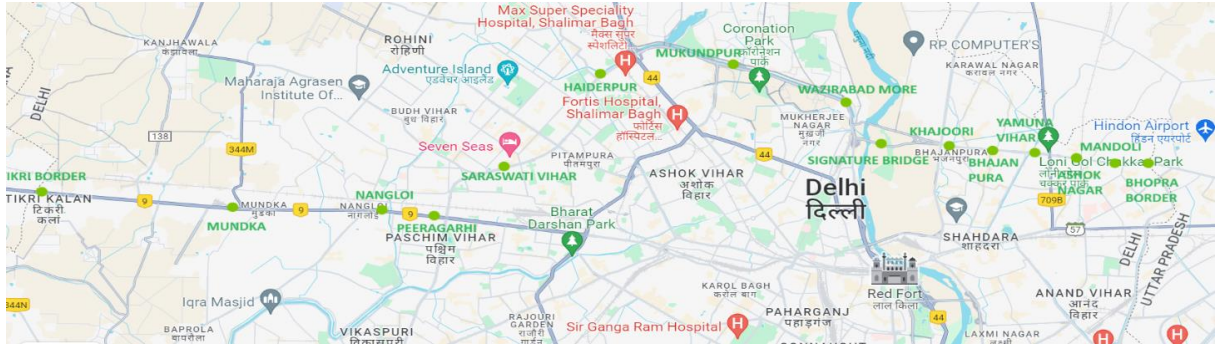 Max Super Speciality
Hospital, Shalimar Bagh
मैक्स सुपर
स्पेशलिटी
KANJHAWALA
कंझावला
ROHINI
रोहिणी
Coronation
Park
कॉरोनेशन
पार्क
MUKUNDPUR
RP COMPUTER'S
KARAWAL NAGAR
करावल नगर
DELHI
Maharaja Agrasen
Institute Of...
Adventure Island
एडवेंचर आइलैंड
HAIDERPUR
44
WAZIRABAD MORE
BUDH VIHAR
बुध विहार
Fortis Hospital,
Shalimar Bagh
फोर्टिस
हॉस्पिटल...
MUKHERJEE
NAGAR
मुखर्जी
नगर
KHAJOORI
YAMUNA
VIHAR
Hindon Airport
हिंडन एयरपोर्ट
138
344M
Seven Seas
PITAMPURA
पीतमपुरा
44
SIGNATURE BRIDGE
BHAJANPURA
भजनपुरा
BHAJAN
PURA
MANDOLI
Loni Gol Chakkar Park
लोनी गोल
चक्कर पार्क
SARASWATI VIHAR
ASHOK VIHAR
अशोक
विहार
Delhi
दिल्ली
ASHOK
NAGAR
BHOPRA
BORDER
TIKRI BORDER
TIKRI KALAN
टिकरी
कलां
9
MUNDKA
मुंडका
MUNDKA
9
NANGLOI
NANGLOI
नांगलोई
9
PEERAGARHI
PASCHIM VIHAR
पश्चिम
विहार
Bharat
Darshan Park
709B
57
SHAHDARA
शाहदरा
DELHI
UTTAR PRADESH
Iqra Masjid
KAROL BAGH
करोल बाग
Red Fort
लाल किला
ANAND VIHAR
आनंद
विहार
344N
BAPROLA
बापरोला
VIKASPURI
विकासपुरी
RAJOURI
GARDEN
राजौरी
गार्डन
Sir Ganga Ram Hospital
PAHARGANJ
पहाड़गंज
44
LAXMI NAGAR